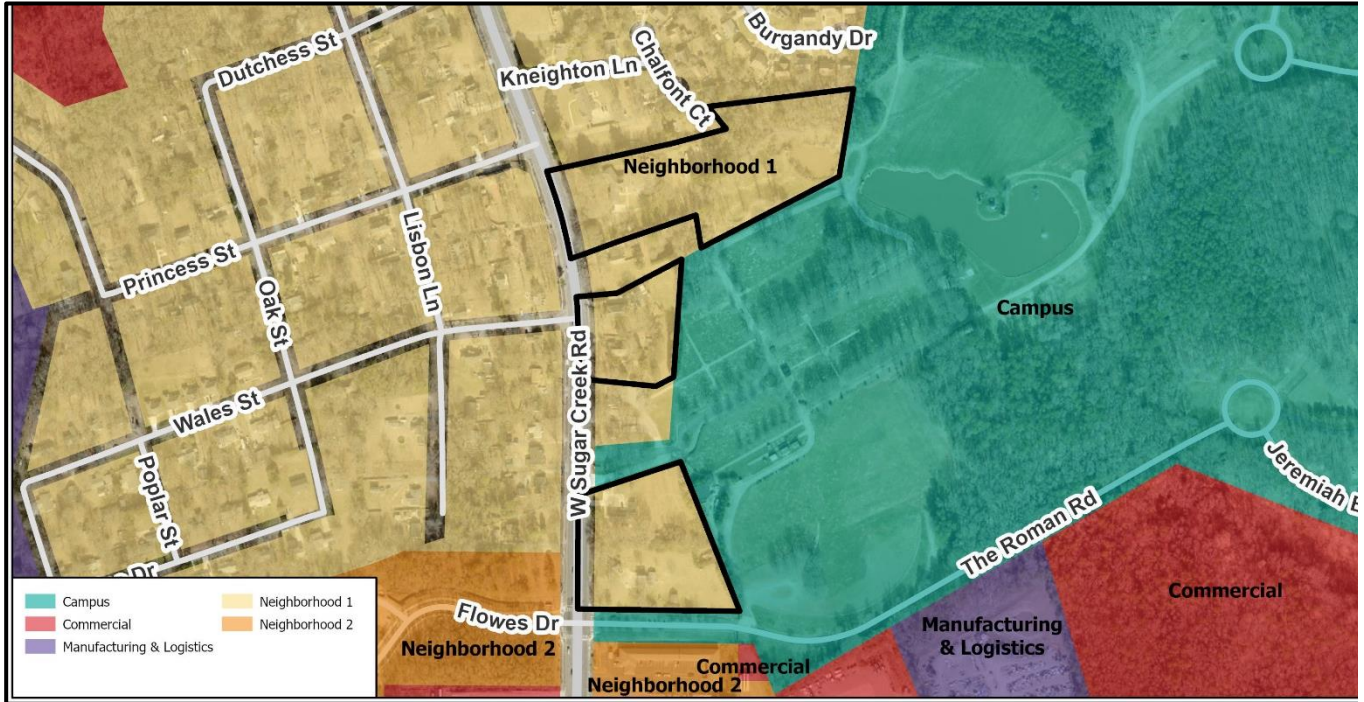 Burgandy Dr
Dutchess St
Chalfont Ct
Kneighton Ln
Neighborhood 1
Princess St
Lisbon Ln
Oak St
Campus
W Sugar Creek Rd
Wales St
Poplar St
Jeremiah B
The Roman Rd
Dr
Commercial
Flowes Dr
Manufacturing
& Logistics
Neighborhood 2
Commercial
Neighborhood 2
Campus
Commercial
Manufacturing & Logistics
Neighborhood 1
Neighborhood 2